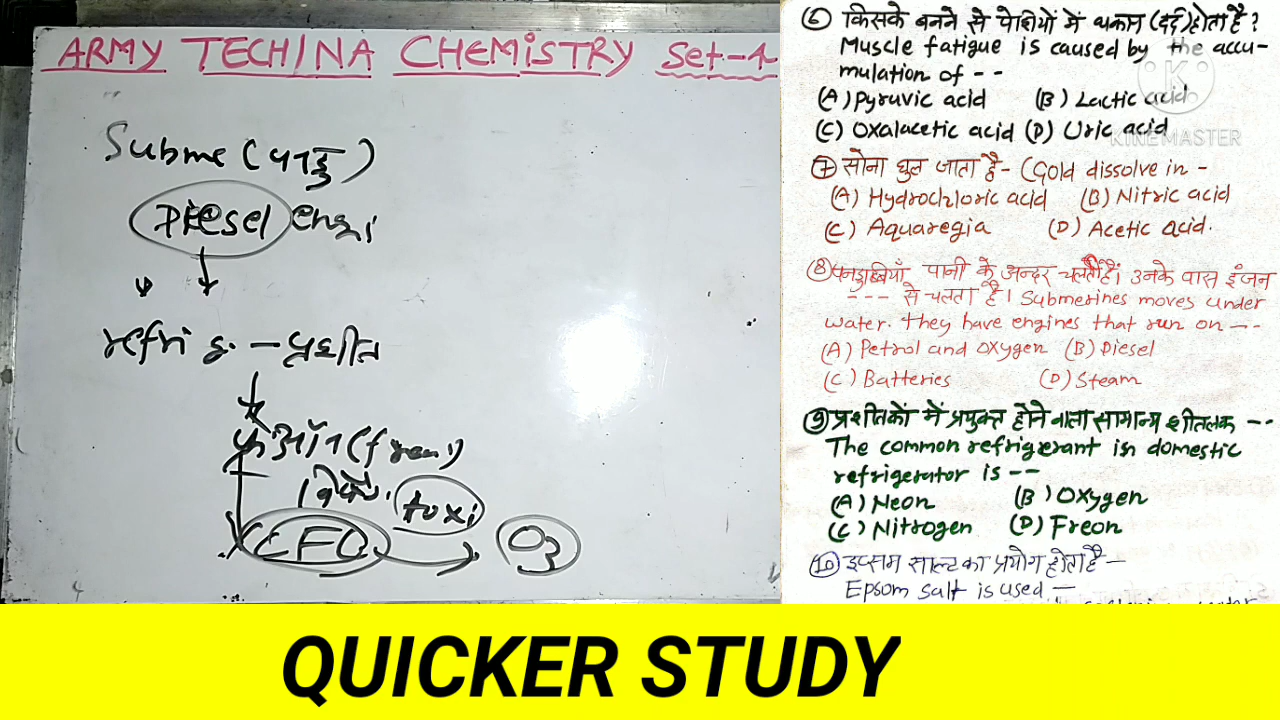 ARMY TECH/NA CHEMISTRY Set-4
Subme (पनडु)
Diesel engi
refrig. - प्रशीत
(freon)
toxi
CFC
O3
⑥ किसके बनने से पेशियों में थकान (दर्द) होता है?
Muscle fatigue is caused by the accu-
mulation of --
(A) Pyruvic acid (B) Lactic acid
(C) Oxalacetic acid (D) Uric acid
KINEMASTER
⑦ सोना घुल जाता है- (Gold dissolve in -
(A) Hydrochloric acid (B) Nitric acid
(C) Aquaregia (D) Acetic acid.
⑧ पनडुब्बियाँ पानी के अन्दर चलती हैं। उनके पास इंजन
--- से चलता है। Submerines moves under
water. They have engines that run on ---
(A) Petrol and oxygen (B) Diesel
(C) Batteries (D) Steam
⑨ प्रशीतकों में प्रयुक्त होने वाला सामान्य शीतलक --
The common refrigerant in domestic
refrigerator is --
(A) Neon (B) Oxygen
(C) Nitrogen (D) Freon
⑩ इप्सम साल्ट का प्रयोग होता है -
Epsom salt is used -
QUICKER STUDY